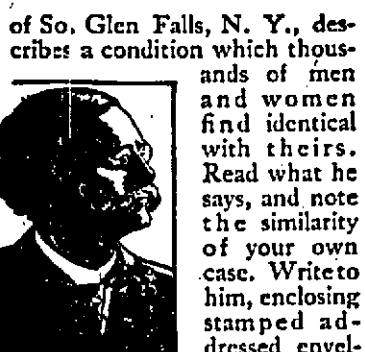 of So. Glen Falls, N. Y., des-
cribes a condition which thous-
ands of men
and women
find identical
with theirs.
Read what he
says, and note
the similarity
of your own
case. Write to
him, enclosing
stamped ad-
dressed envel-